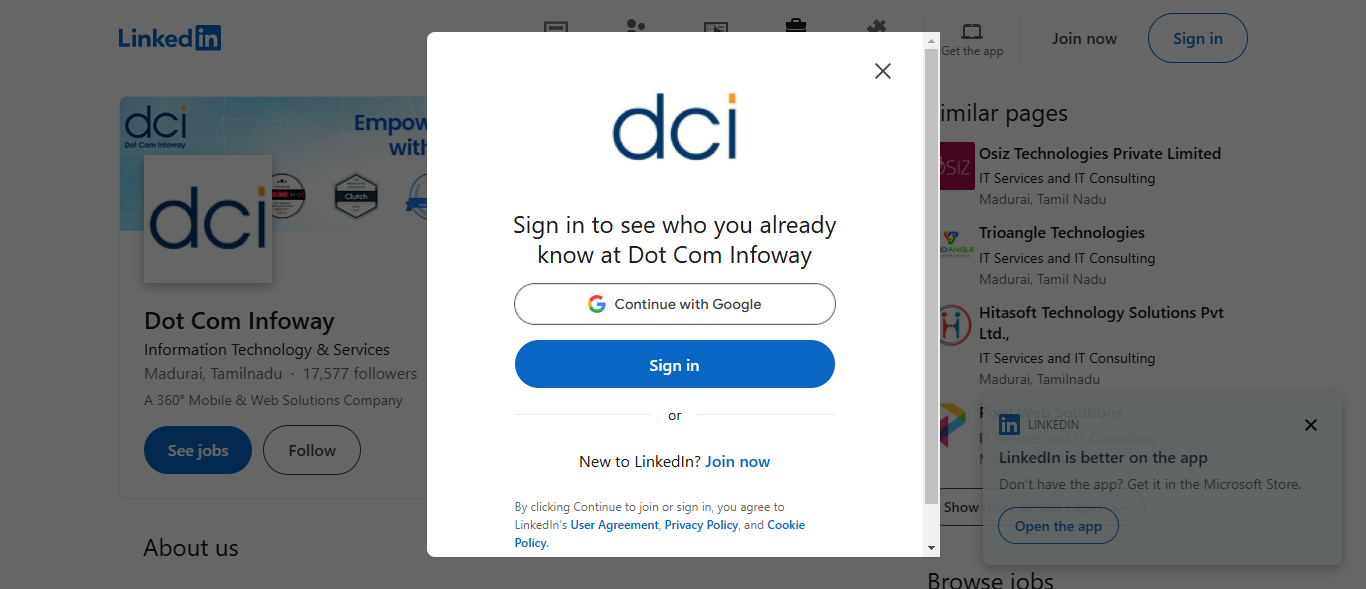 LinkedIn
Get the app
Join now
Sign in
dci
Dot Com Infoway
Empow
with
Clutch
dci
Dot Com Infoway
Information Technology & Services
Madurai, Tamilnadu · 17,577 followers
A 360° Mobile & Web Solutions Company
See jobs
Follow
About us
dci
Sign in to see who you already
know at Dot Com Infoway
Continue with Google
Sign in
or
New to LinkedIn? Join now
By clicking Continue to join or sign in, you agree to
LinkedIn's User Agreement, Privacy Policy, and Cookie
Policy.
imilar pages
OSIZ
Osiz Technologies Private Limited
IT Services and IT Consulting
Madurai, Tamil Nadu
Trioangle Technologies
IT Services and IT Consulting
Madurai, Tamil Nadu
Hitasoft Technology Solutions Pvt
Ltd.,
IT Services and IT Consulting
Madurai, Tamilnadu
Pixel Web Solutions
IT Services and IT Consulting
Show more similar pages
in LINKEDIN
LinkedIn is better on the app
Don't have the app? Get it in the Microsoft Store.
Open the app
Browse jobs